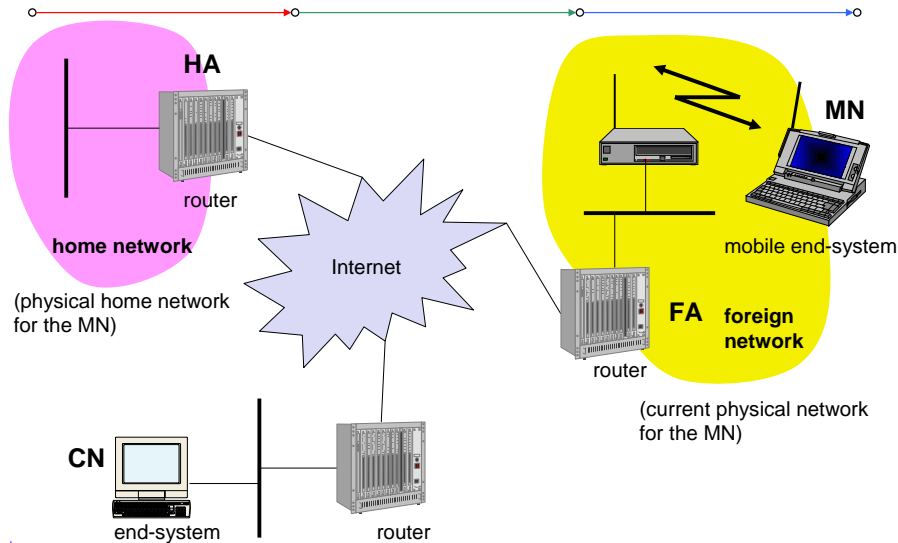 HA
router
home network
(physical home network
for the MN)
Internet
MN
mobile end-system
FA
foreign
network
router
(current physical network
for the MN)
CN
end-system
router